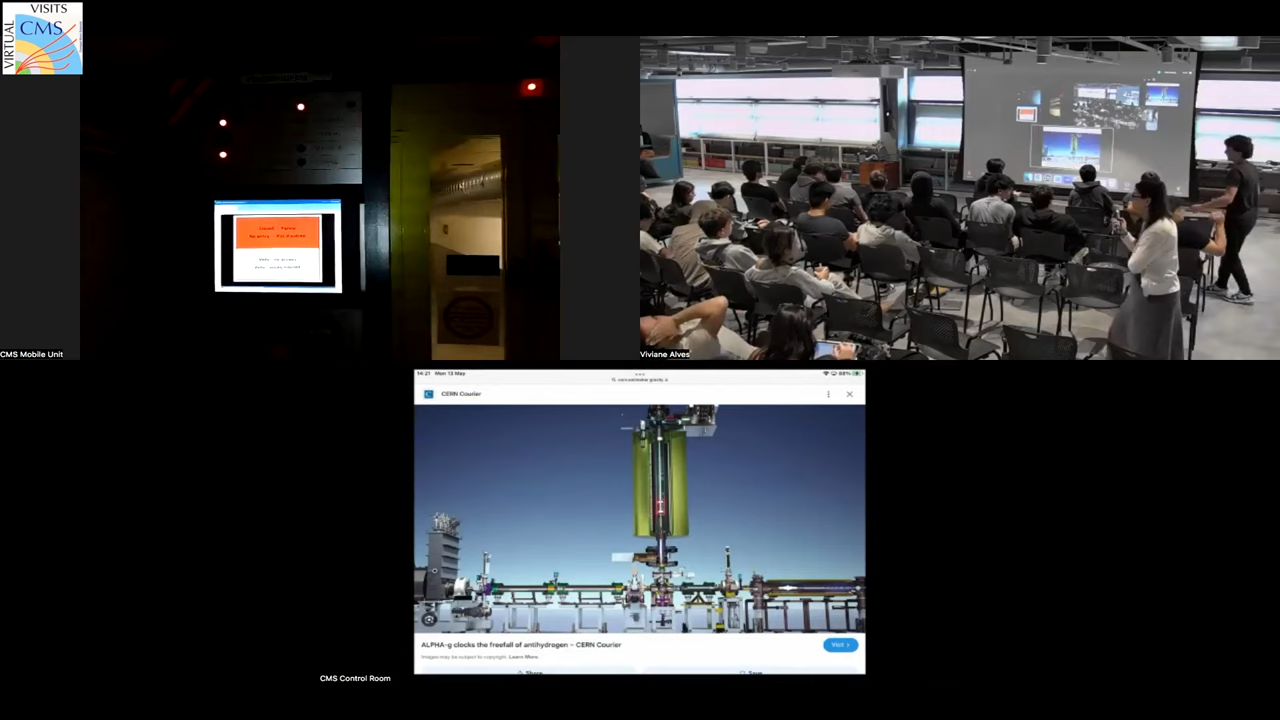 VISITS
VIRTUAL
CMS
CMS Mobile Unit
Viviane Alves
14:21 Mon 13 May
88%
CERN Courier
ALPHA-g clocks the freefall of antihydrogen – CERN Courier
Images may be subject to copyright. Learn More
Visit >
Share
Save
CMS Control Room